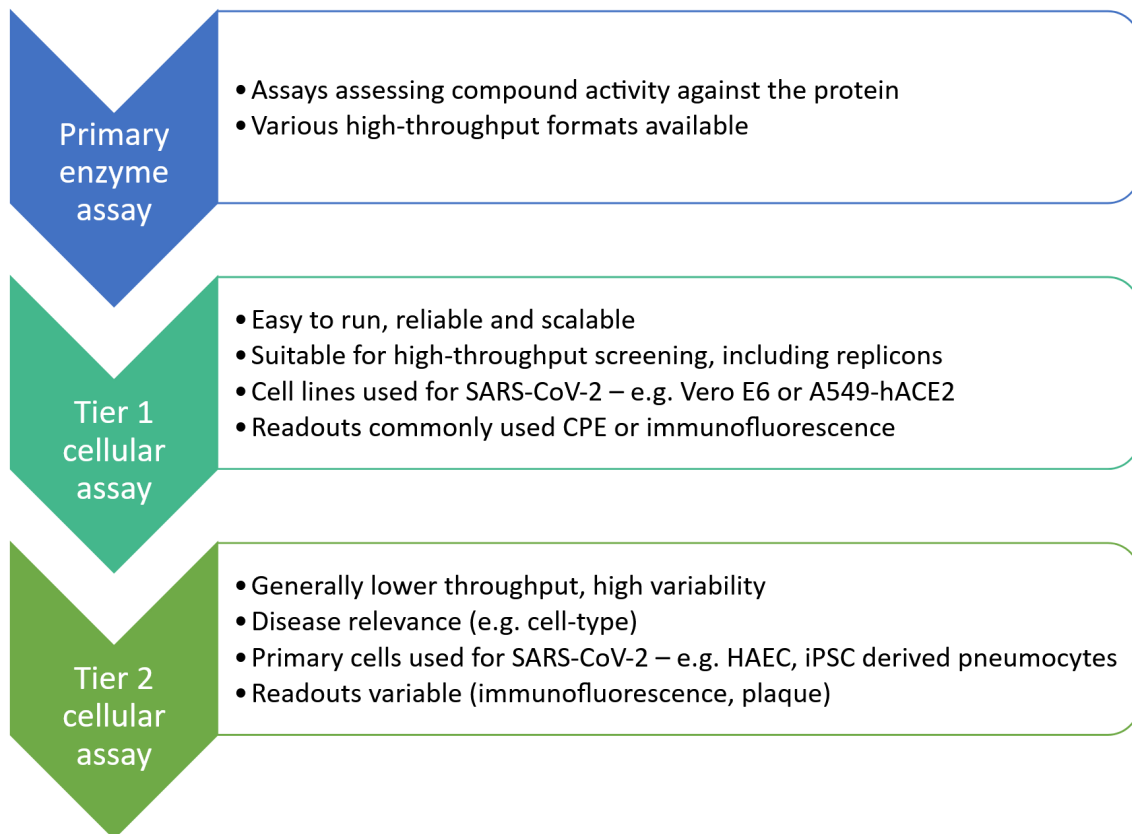 Primary
enzyme
assay
• Assays assessing compound activity against the protein
• Various high-throughput formats available
Tier 1
cellular
assay
• Easy to run, reliable and scalable
• Suitable for high-throughput screening, including replicons
• Cell lines used for SARS-CoV-2 – e.g. Vero E6 or A549-hACE2
• Readouts commonly used CPE or immunofluorescence
Tier 2
cellular
assay
• Generally lower throughput, high variability
• Disease relevance (e.g. cell-type)
• Primary cells used for SARS-CoV-2 – e.g. HAEC, iPSC derived pneumocytes
• Readouts variable (immunofluorescence, plaque)